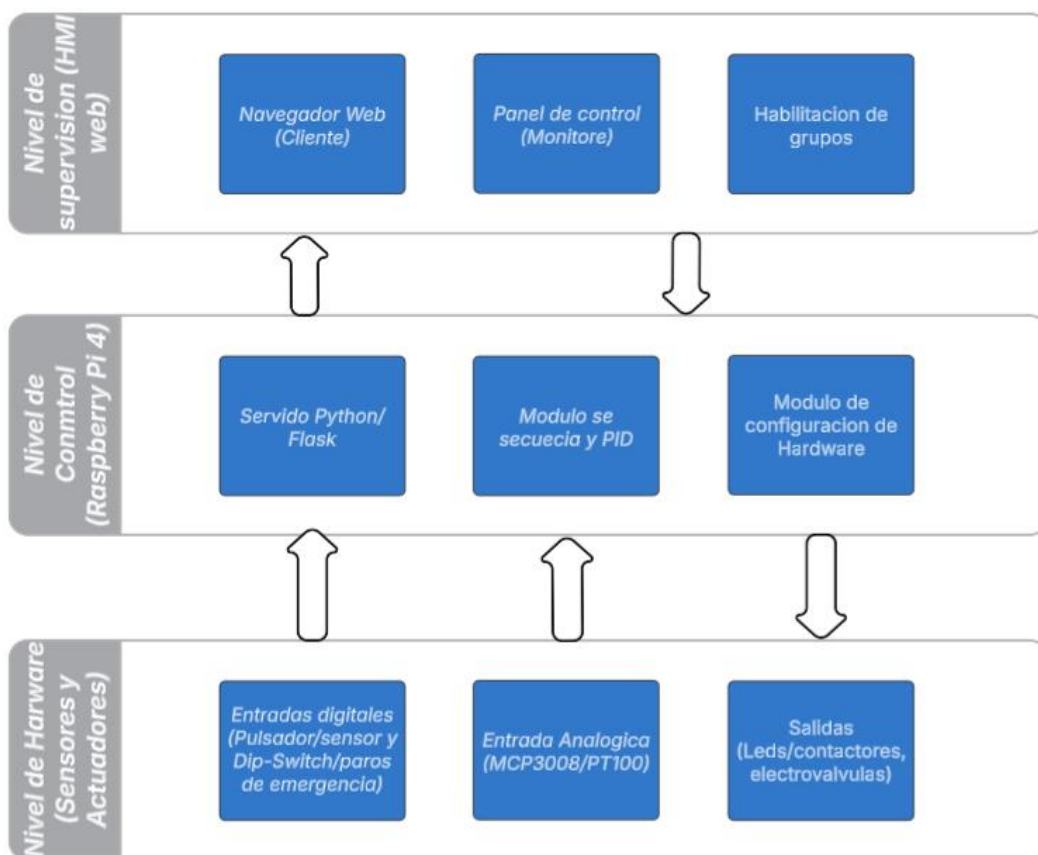 Nivel de
supervision (HMI
web)
Navegador Web
(Cliente)
Panel de control
(Monitore)
Habilitacion de
grupos
Nivel de
Conmtrol
(Raspberry Pi 4)
Servido Python/
Flask
Modulo se
secuecia y PID
Modulo de
configuracion de
Hardware
Nivel de Harware
(Sensores y
Actuadores)
Entradas digitales
(Pulsador/sensor y
Dip-Switch/paros
de emergencia)
Entrada Analogica
(MCP3008/PT100)
Salidas
(Leds/contactores,
electrovalvulas)